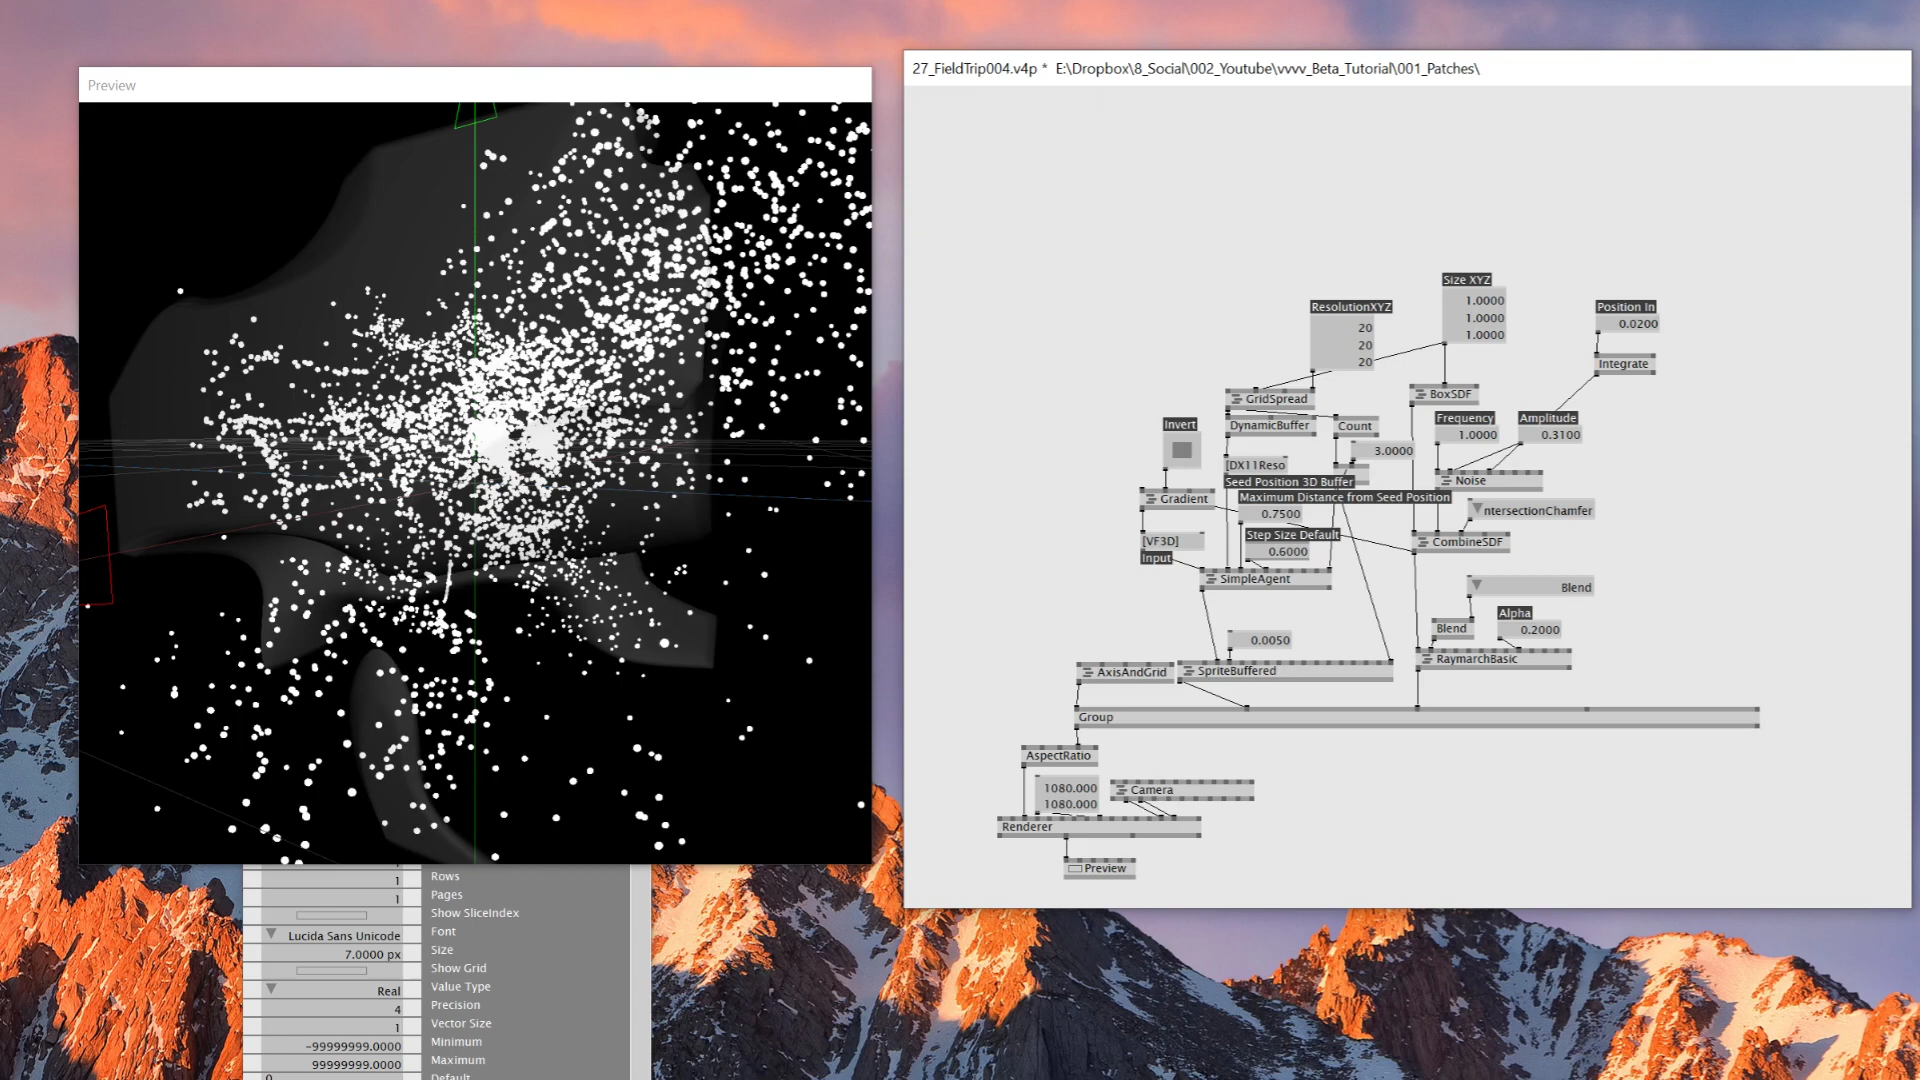 Preview
27_FieldTrip004.v4p * E:\Dropbox\8_Social\002_Youtube\vvvv_Beta_Tutorial\001_Patches\
Size XYZ
1.0000
1.0000
1.0000
ResolutionXYZ
20
20
20
Position In
0.0200
Integrate
GridSpread
BoxSDF
DynamicBuffer
Count
Invert
Frequency
1.0000
Amplitude
0.3100
3.0000
[DX11Reso
Seed Position 3D Buffer
Noise
Gradient
Maximum Distance from Seed Position
0.7500
ntersectionChamfer
Step Size Default
0.6000
[VF3D]
Input
CombineSDF
SimpleAgent
Blend
Alpha
0.2000
Blend
0.0050
RaymarchBasic
AxisAndGrid
SpriteBuffered
Group
AspectRatio
1080.000
1080.000
Camera
Renderer
Preview
1 Rows
1 Pages
Show SliceIndex
Lucida Sans Unicode Font
7.0000 px Size
Show Grid
Real Value Type
4 Precision
1 Vector Size
-99999999.0000 Minimum
99999999.0000 Maximum
0 Default